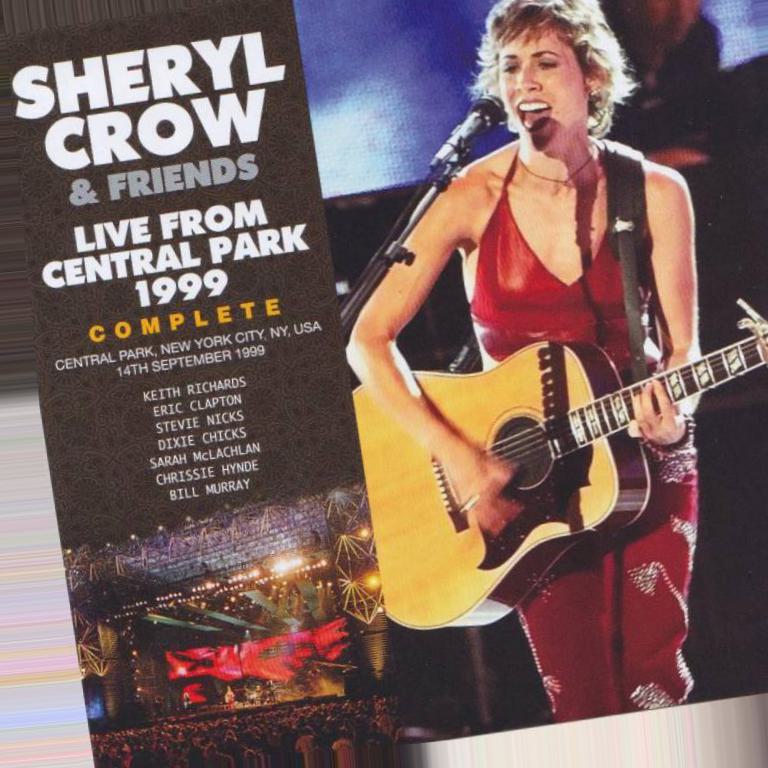 SHERYL
CROW
& FRIENDS
LIVE FROM
CENTRAL PARK
1999
COMPLETE
CENTRAL PARK, NEW YORK CITY, NY, USA
14TH SEPTEMBER 1999
KEITH RICHARDS
ERIC CLAPTON
STEVIE NICKS
DIXIE CHICKS
SARAH McLACHLAN
CHRISSIE HYNDE
BILL MURRAY